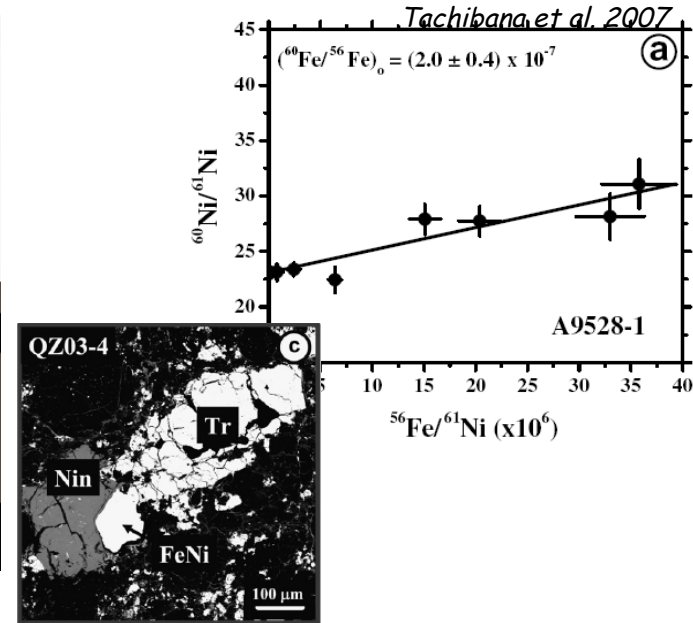 Tachibana et al. 2007
(⁶⁰Fe/⁵⁶Fe)ₒ = (2.0 ± 0.4) x 10⁻⁷
a
45
40
35
30
25
20
⁶⁰Ni/⁶¹Ni
A9528-1
5 10 15 20 25 30 35 40
⁵⁶Fe/⁶¹Ni (x10⁶)
QZ03-4
c
Tr
Nin
FeNi
100 μm